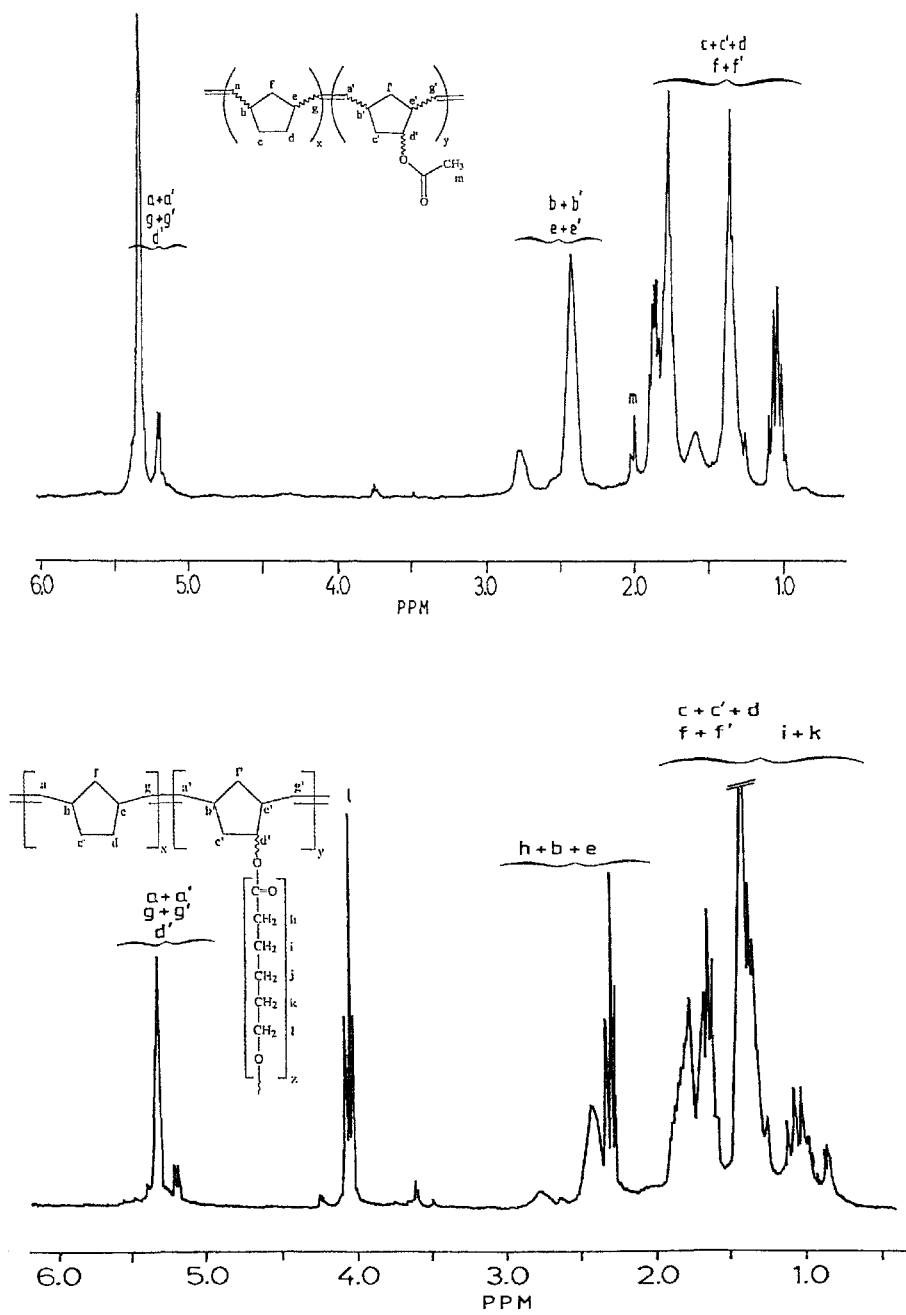 c+c'+d
f+f'
a f e g a' f' e' g'
b c d x b' c' d' y
O
CH3
m
O
a+a'
g+g'
d'
b+b'
e+e'
m
6.0 5.0 4.0 3.0 2.0 1.0
PPM
c + c' + d
f + f' i + k
a f g a' f' g'
b e b' e'
c' d x c' d' y
l
O
h + b + e
C=O
a + a'
g + g'
d'
CH2 h
CH2 i
CH2 j
CH2 k
CH2 l
O
z
6.0 5.0 4.0 3.0 2.0 1.0
PPM